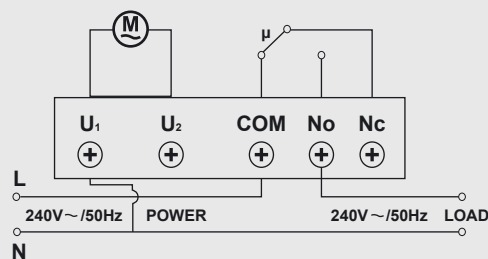 M
μ
U₁ U₂ COM No Nc
L
240V~/50Hz POWER 240V~/50Hz LOAD
N